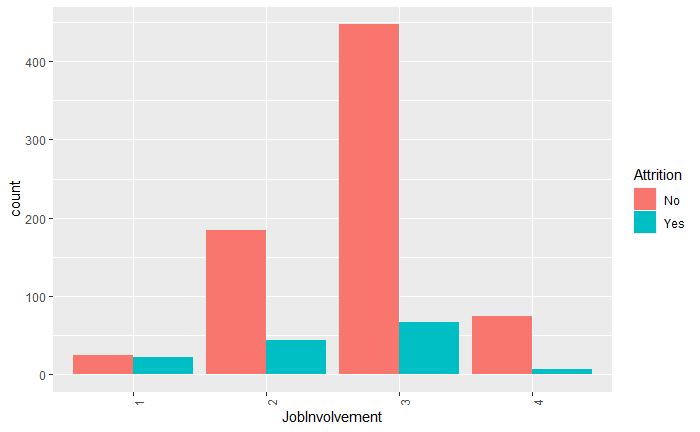 400
300
200
100
0
count
1
2
3
4
JobInvolvement
Attrition
No
Yes